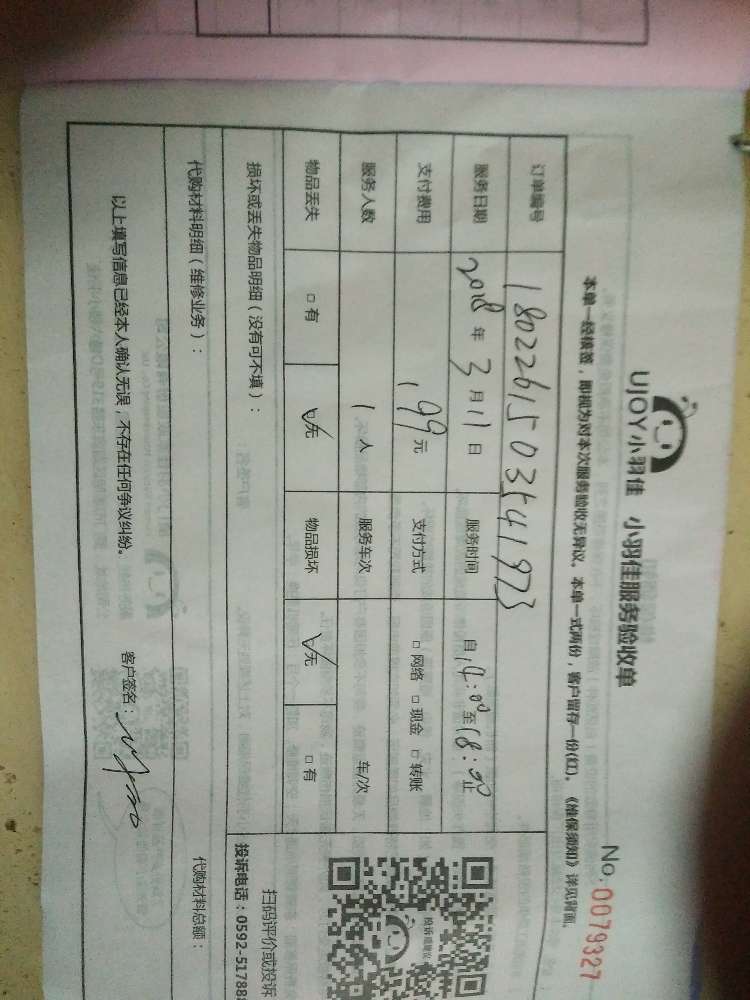 UJOY小羽佳 小羽佳服务验收单
No. 0079327
本单一经核签，即视为对本次服务验收无异议。本单一式两份，客户留存一份(红)。《维保须知》详见背面。
订单编号 180226150354197
服务日期 2018年3月11日 服务时间 自14:00至18:00止
支付费用 199元 支付方式 □网络 □现金 □转账
服务人数 1人 服务车次 车/次
物品丢失 □有 ☑无 物品损坏 ☑无 □有
损坏或丢失物品明细（没有可不填）：
扫码评价或投诉
投诉电话：0592-51788
代购材料明细（维修业务）：
代购材料总额：
以上填写信息已经本人确认无误，不存在任何争议纠纷。 客户签名：